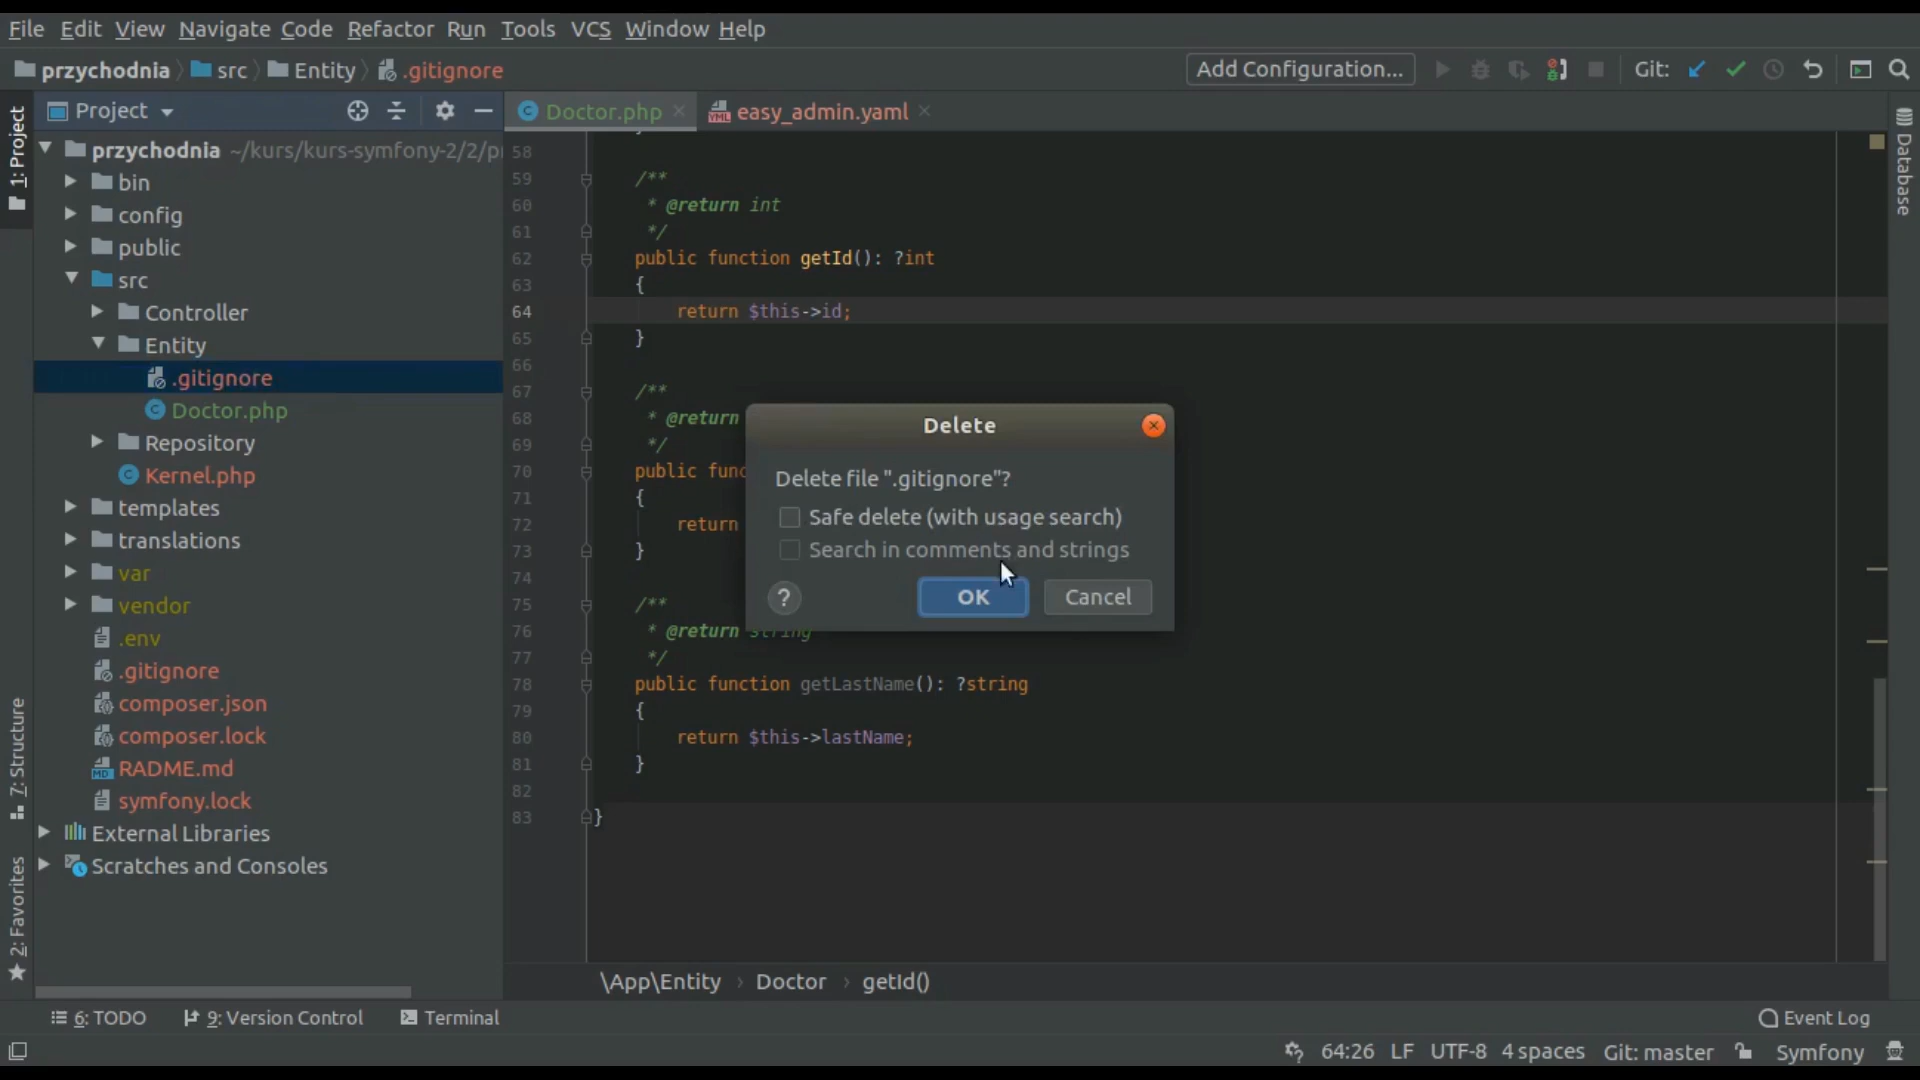 File Edit View Navigate Code Refactor Run Tools VCS Window Help
przychodnia src Entity .gitignore
Add Configuration... Git:
Project
Doctor.php easy_admin.yaml
1: Project
7: Structure
2: Favorites
Database
przychodnia ~/kurs/kurs-symfony-2/2/
bin
config
public
src
Controller
Entity
.gitignore
Doctor.php
Repository
Kernel.php
templates
translations
var
vendor
.env
.gitignore
composer.json
composer.lock
RADME.md
symfony.lock
External Libraries
Scratches and Consoles
58
59 /**
60 * @return int
61 */
62 public function getId(): ?int
63 {
64 return $this->id;
65 }
66
67 /**
68 * @return
69 */
70 public func
71 {
72 return
73 }
74
75 /**
76 * @return string
77 */
78 public function getLastName(): ?string
79 {
80 return $this->lastName;
81 }
82
83 }
Delete
Delete file ".gitignore"?
Safe delete (with usage search)
Search in comments and strings
? OK Cancel
\App\Entity › Doctor › getId()
6: TODO 9: Version Control Terminal
Event Log
64:26 LF UTF-8 4 spaces Git: master Symfony